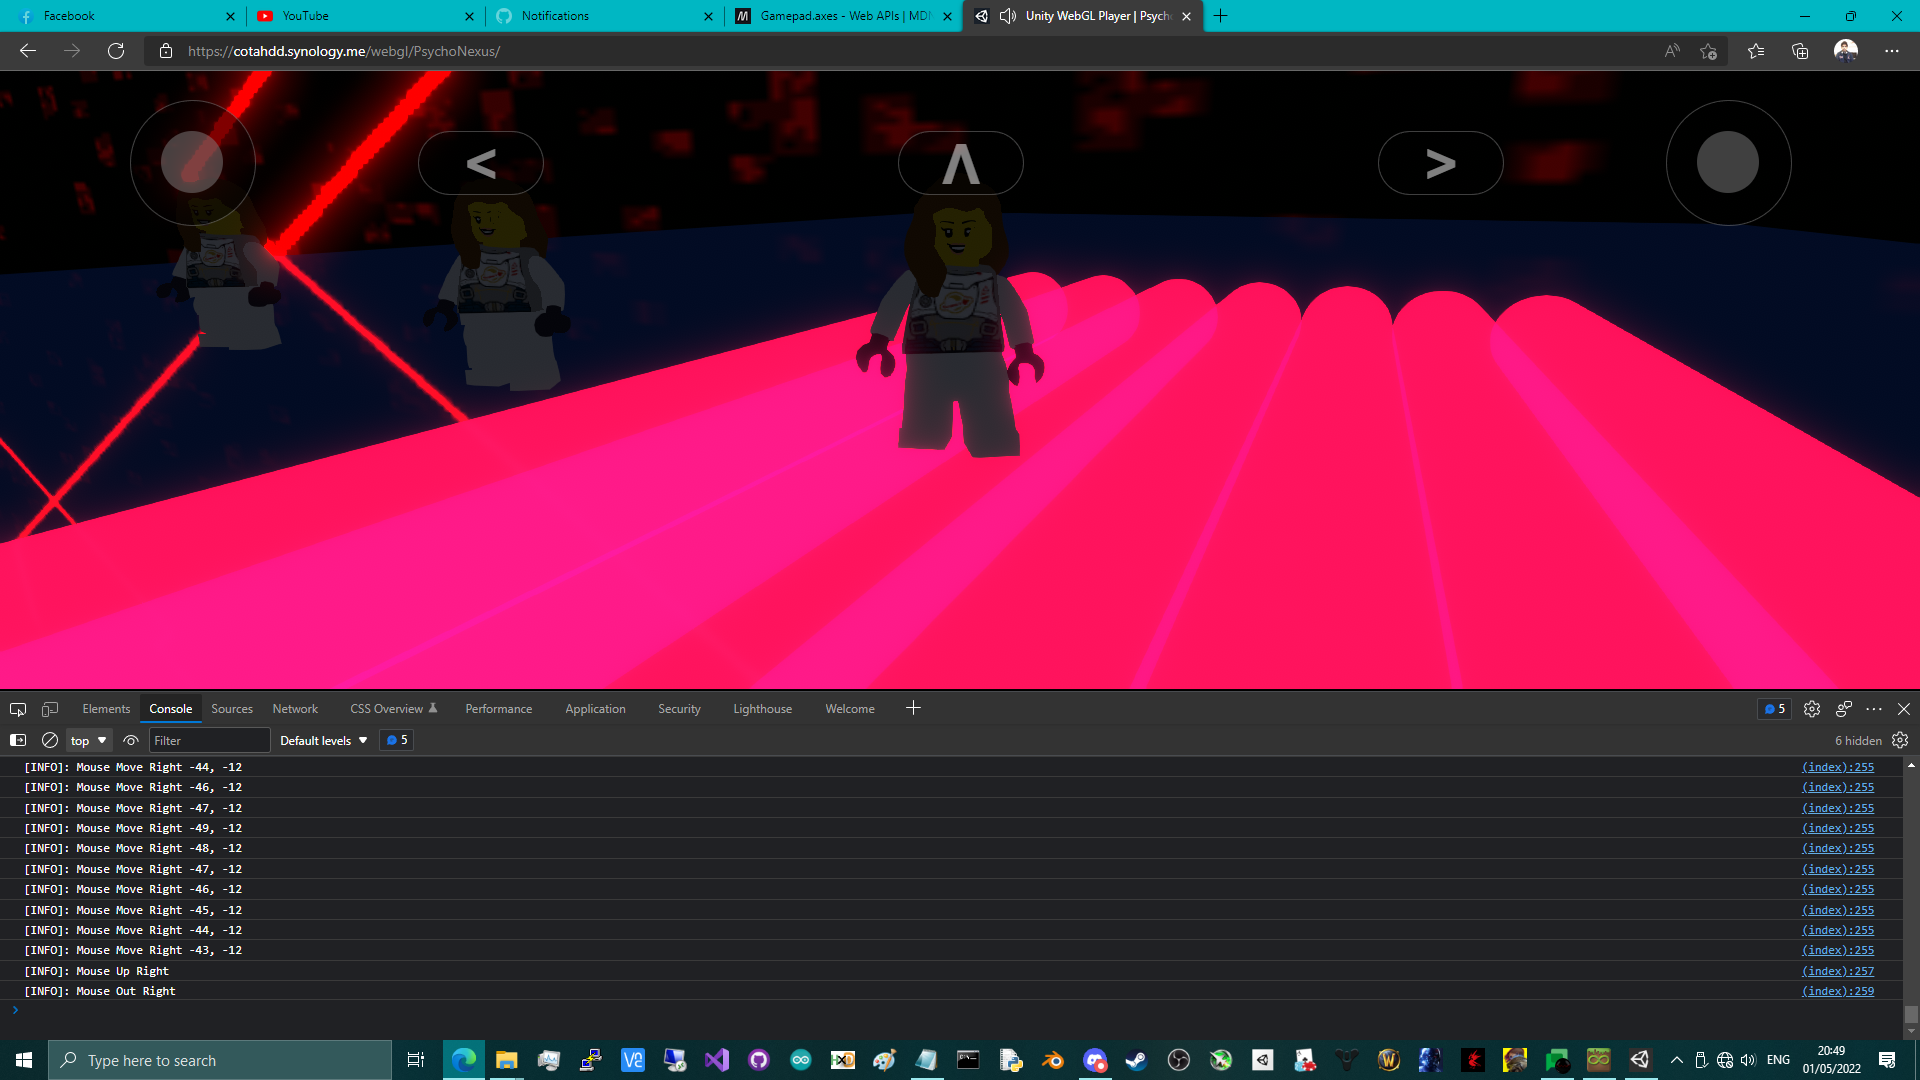 Facebook
YouTube
Notifications
Gamepad.axes - Web APIs | MDN
Unity WebGL Player | Psycho
https://cotahdd.synology.me/webgl/PsychoNexus/
< Λ >
Elements Console Sources Network CSS Overview Performance Application Security Lighthouse Welcome 5
top Filter Default levels 5 6 hidden
[INFO]: Mouse Move Right -44, -12 (index):255
[INFO]: Mouse Move Right -46, -12 (index):255
[INFO]: Mouse Move Right -47, -12 (index):255
[INFO]: Mouse Move Right -49, -12 (index):255
[INFO]: Mouse Move Right -48, -12 (index):255
[INFO]: Mouse Move Right -47, -12 (index):255
[INFO]: Mouse Move Right -46, -12 (index):255
[INFO]: Mouse Move Right -45, -12 (index):255
[INFO]: Mouse Move Right -44, -12 (index):255
[INFO]: Mouse Move Right -43, -12 (index):255
[INFO]: Mouse Up Right (index):257
[INFO]: Mouse Out Right (index):259
Type here to search
ENG
20:49
01/05/2022